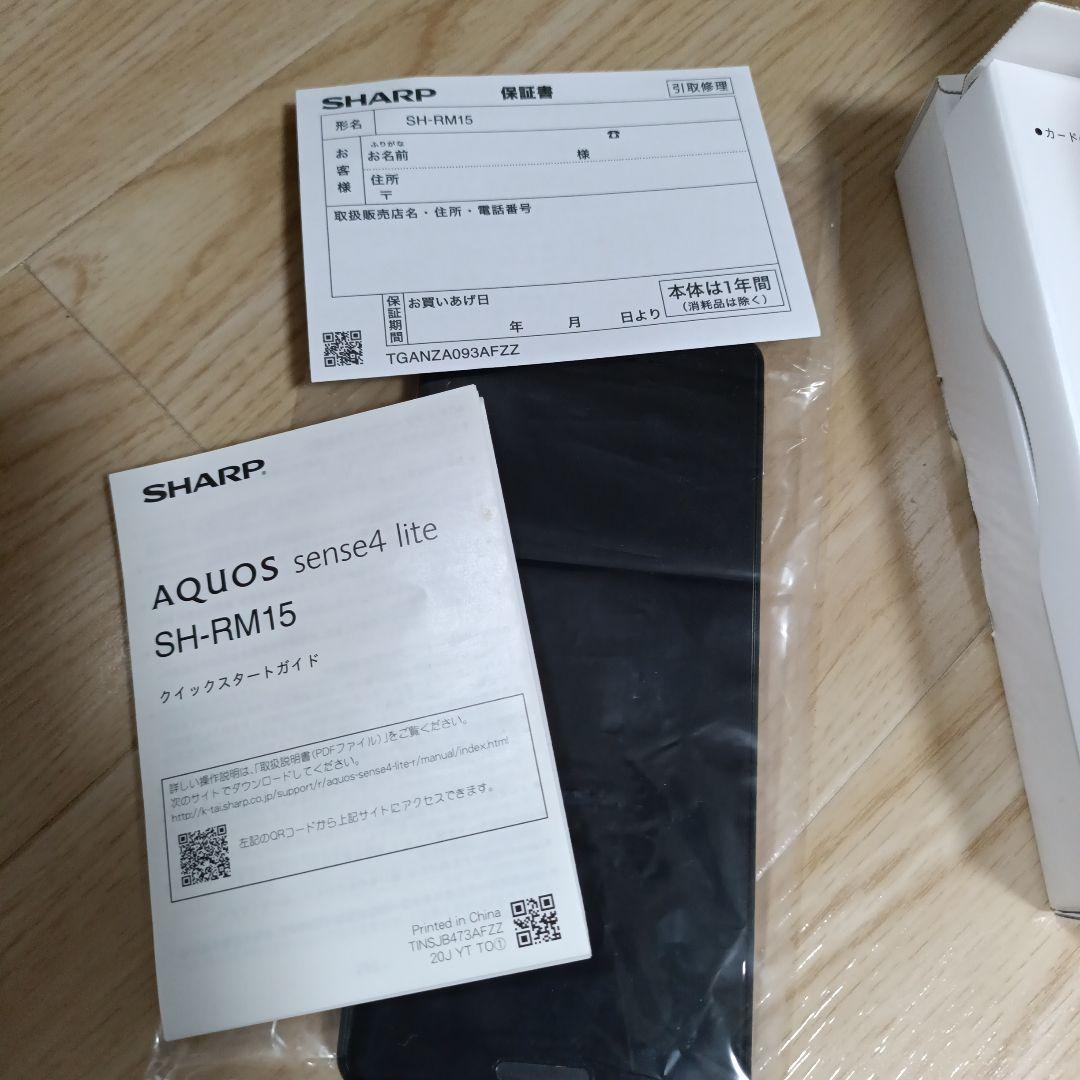 SHARP 保証書 引取修理
形名 SH-RM15
お客様
ふりがな
お名前 様 ☎
住所
〒
取扱販売店名・住所・電話番号
保証期間
お買いあげ日
年 月 日より
本体は1年間
(消耗品は除く)
TGANZA093AFZZ
SHARP
AQUOS sense4 lite
SH-RM15
クイックスタートガイド
詳しい操作説明は、「取扱説明書(PDFファイル)」をご覧ください。
次のサイトでダウンロードしてください。
http://k-tai.sharp.co.jp/support/r/aquos-sense4-lite-r/manual/index.html
左記のQRコードから上記サイトにアクセスできます。
Printed in China
TINSJB473AFZZ
20J YT TO①
●カード